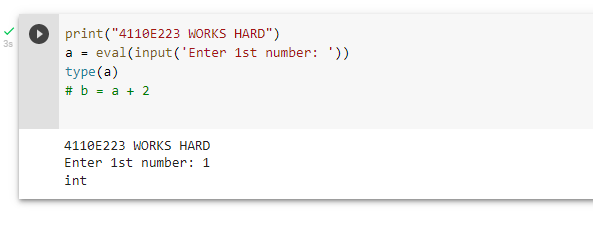 3s
print("4110E223 WORKS HARD")
a = eval(input('Enter 1st number: '))
type(a)
# b = a + 2
4110E223 WORKS HARD
Enter 1st number: 1
int